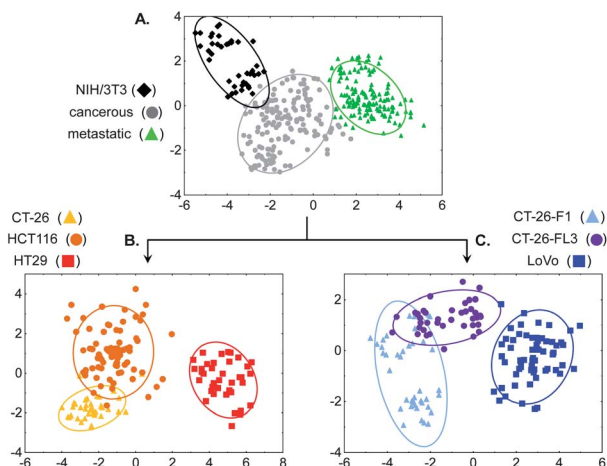 A.
NIH/3T3 (◆)
cancerous (●)
metastatic (▲)
4
2
0
-2
-4
-6 -4 -2 0 2 4 6
CT-26 (▲)
HCT116 (●)
HT29 (■)
B.
6
4
2
0
-2
-4
-6 -4 -2 0 2 4 6 8
CT-26-F1 (▲)
CT-26-FL3 (●)
LoVo (■)
C.
4
2
0
-2
-4
-6 -4 -2 0 2 4 6